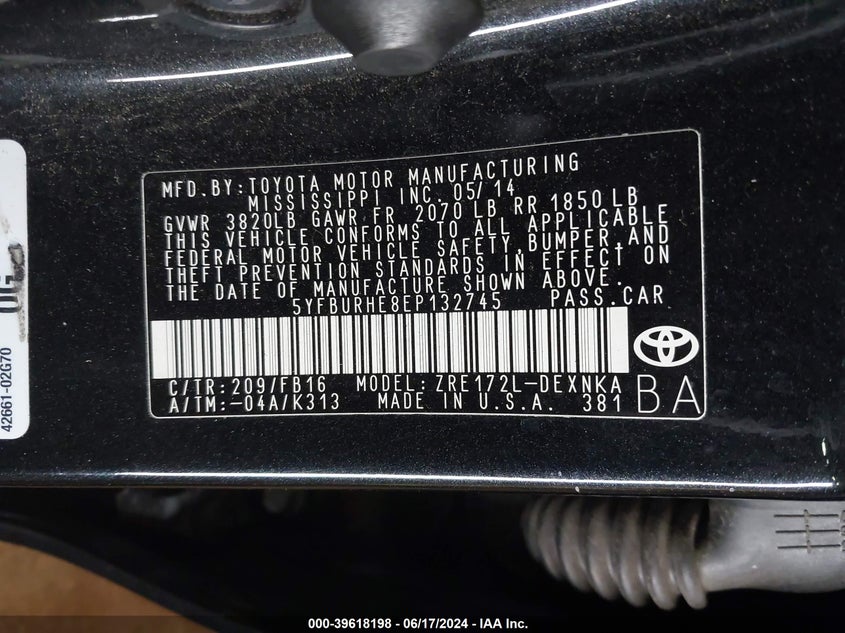 MFD. BY: TOYOTA MOTOR MANUFACTURING
MISSISSIPPI INC. 05/14
GVWR 3820LB GAWR FR 2070 LB RR 1850 LB
THIS VEHICLE CONFORMS TO ALL APPLICABLE
FEDERAL MOTOR VEHICLE SAFETY, BUMPER, AND
THEFT PREVENTION STANDARDS IN EFFECT ON
THE DATE OF MANUFACTURE SHOWN ABOVE.
5YFBURHE8EP132745 PASS.CAR
C/TR: 209/FB16 MODEL: ZRE172L-DEXNKA
A/TM: -04A/K313 MADE IN U.S.A. 381 BA
42661-02G70
000-39618198 - 06/17/2024 - IAA Inc.